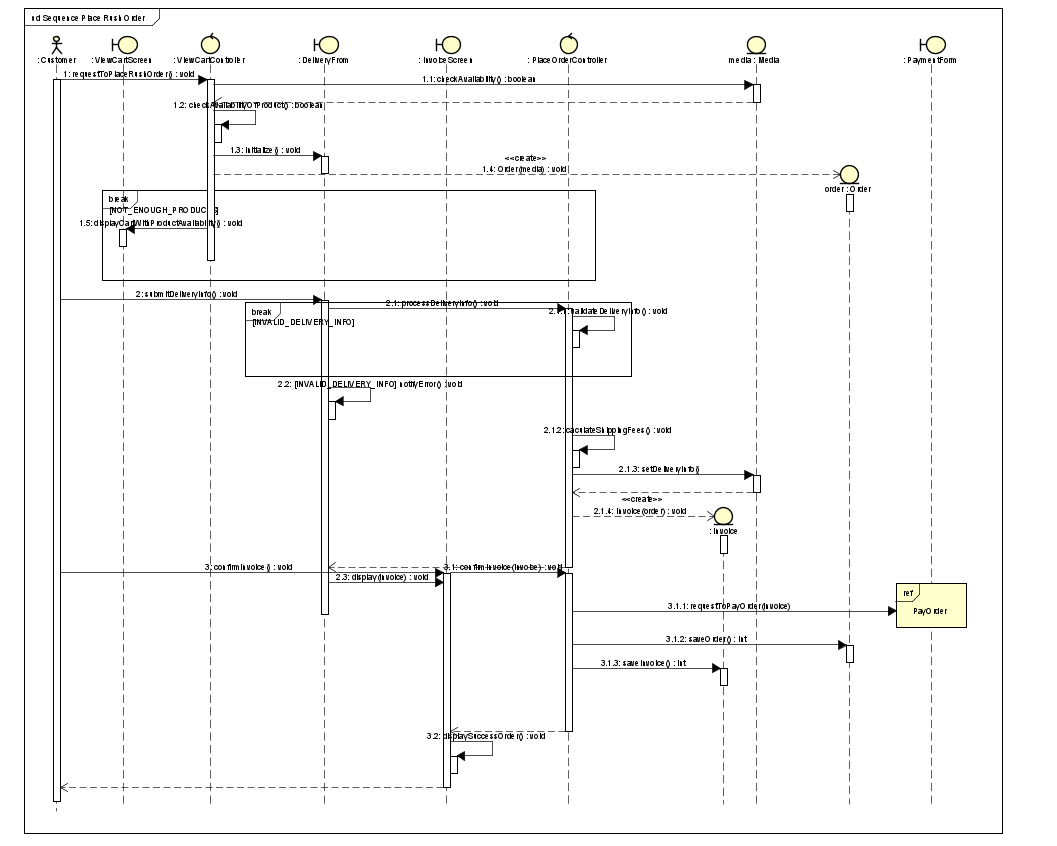 sd Sequence Place Rush Order
: Customer
: ViewCartScreen
: ViewCartController
: DeliveryFrom
: InvoiceScreen
: PlaceOrderController
media : Media
: PaymentForm
1: requestToPlaceRushOrder() : void
1.1: checkAvailability() : boolean
1.2: checkAvailabilityOfProduct() : boolean
1.3: initialize() : void
<<create>>
1.4: Order(media) : void
order : Order
break
[NOT_ENOUGH_PRODUCTS]
1.5: displayCartWithProductAvailability() : void
2: submitDeliveryInfo() : void
2.1: processDeliveryInfo() : void
break
2.1.1: validateDeliveryInfo() : void
[INVALID_DELIVERY_INFO]
2.2: [INVALID_DELIVERY_INFO] notifyError() : void
2.1.2: caculateShippingFees() : void
2.1.3: setDeliveryInfo()
<<create>>
2.1.4: Invoice(order) : void
: Invoice
3: confirmInvoice() : void
3.1: confirmInvoice(invoice) : void
2.3: display(invoice) : void
ref
PayOrder
3.1.1: requestToPayOrder(invoice)
3.1.2: saveOrder() : int
3.1.3: saveInvoice() : int
3.2: displaySuccessOrder() : void